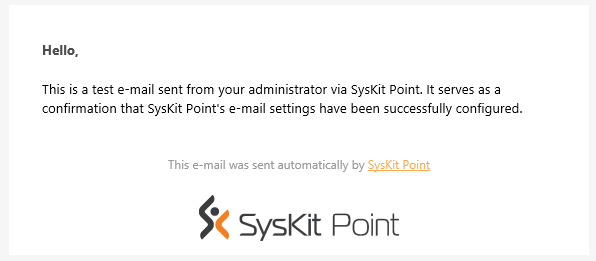 Hello,
This is a test e-mail sent from your administrator via SysKit Point. It serves as a
confirmation that SysKit Point's e-mail settings have been successfully configured.
This e-mail was sent automatically by SysKit Point
SysKit Point